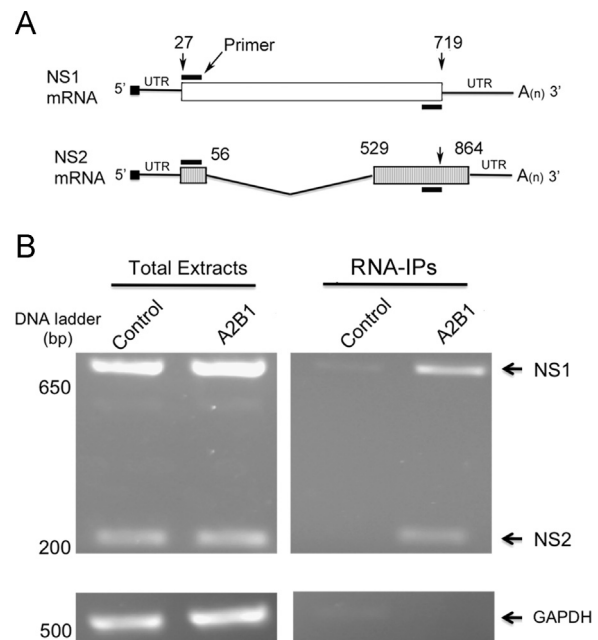 A
27 Primer 719
NS1 mRNA 5' UTR UTR A(n) 3'
NS2 mRNA 5' UTR 56 529 864 UTR A(n) 3'
B
Total Extracts RNA-IPs
DNA ladder (bp) Control A2B1 Control A2B1
650 NS1
200 NS2
500 GAPDH